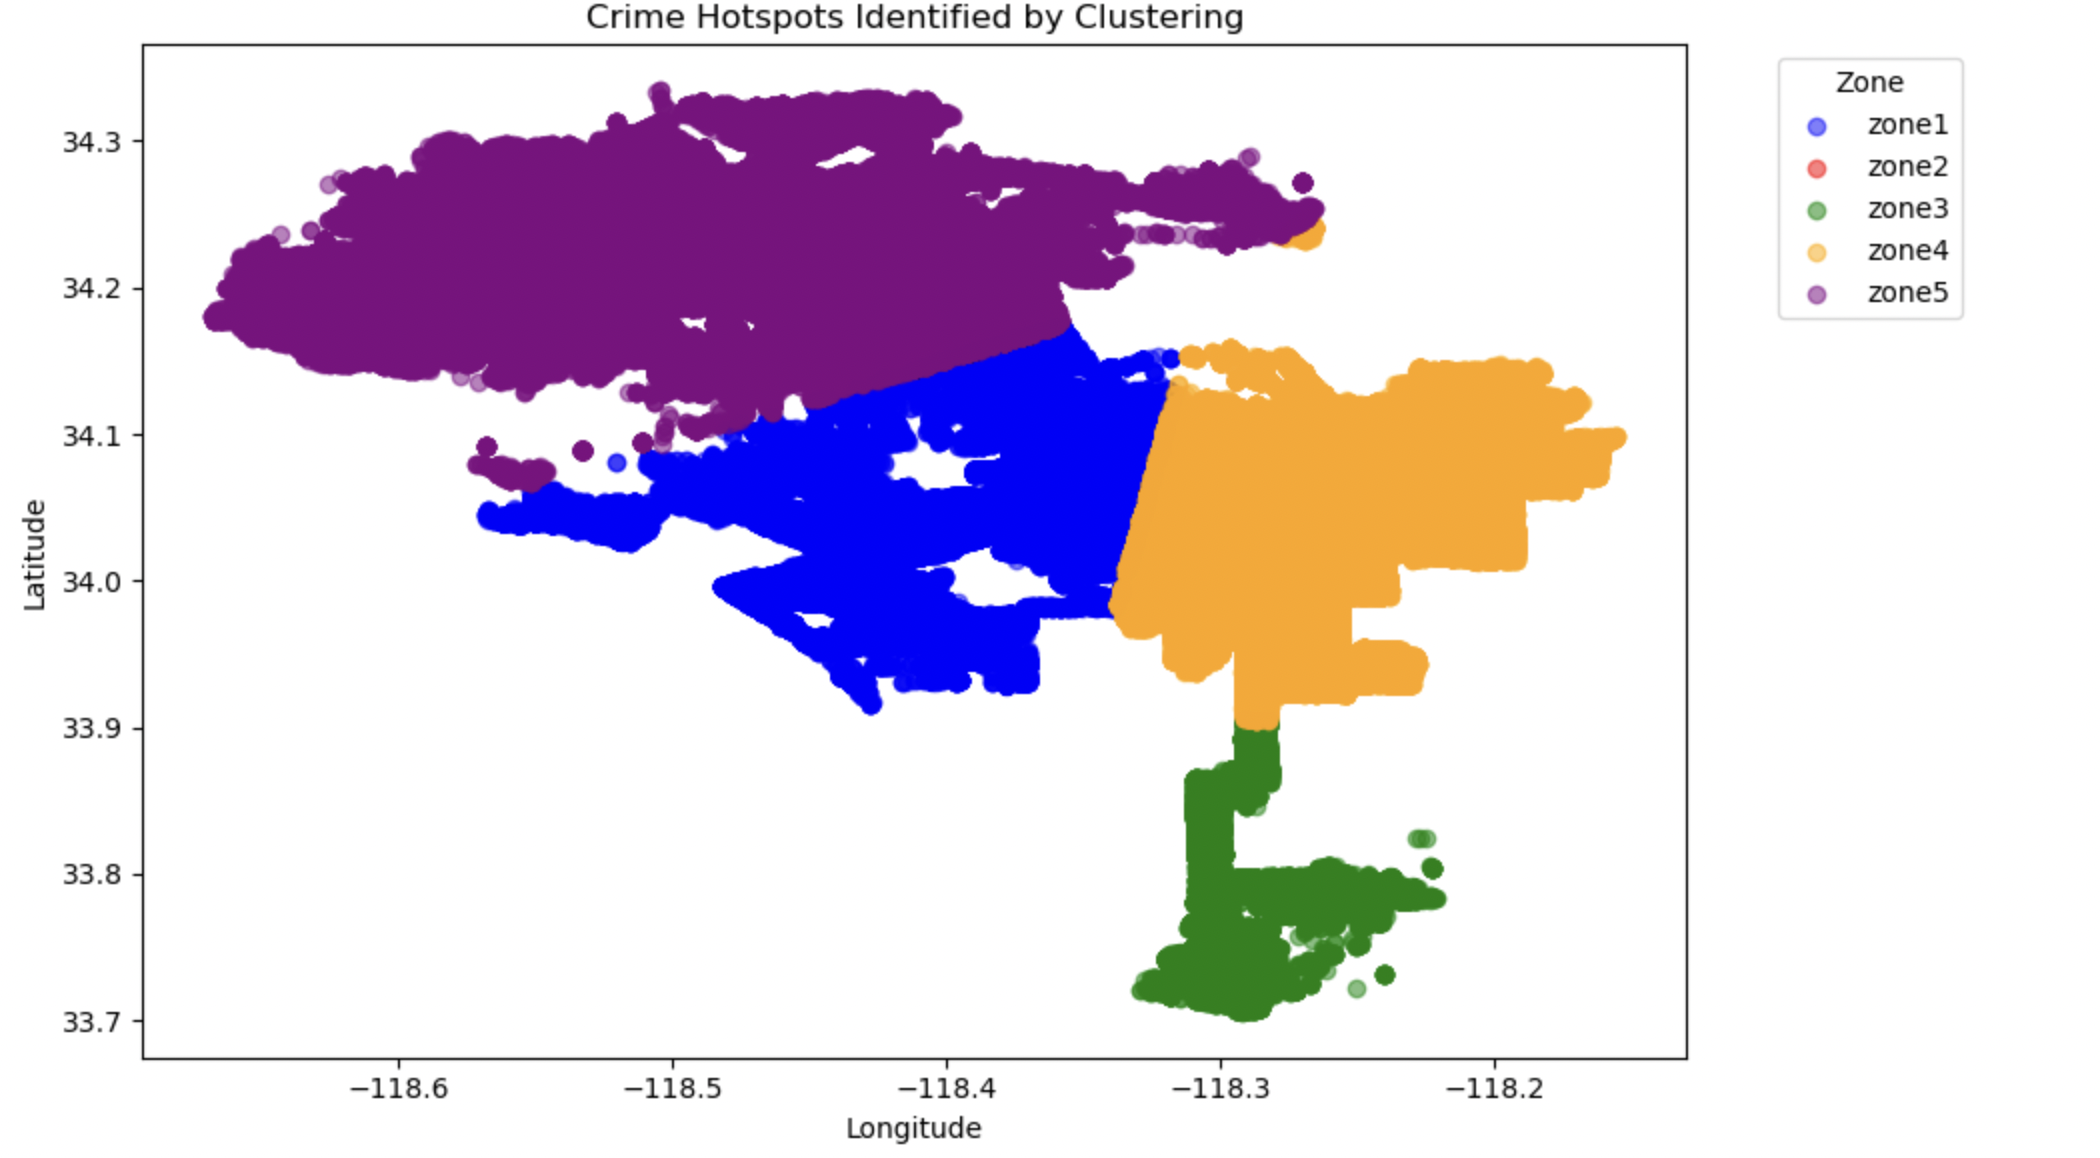 Crime Hotspots Identified by Clustering
Zone
zone1
zone2
zone3
zone4
zone5
34.3
34.2
34.1
34.0
33.9
33.8
33.7
Latitude
−118.6
−118.5
−118.4
−118.3
−118.2
Longitude